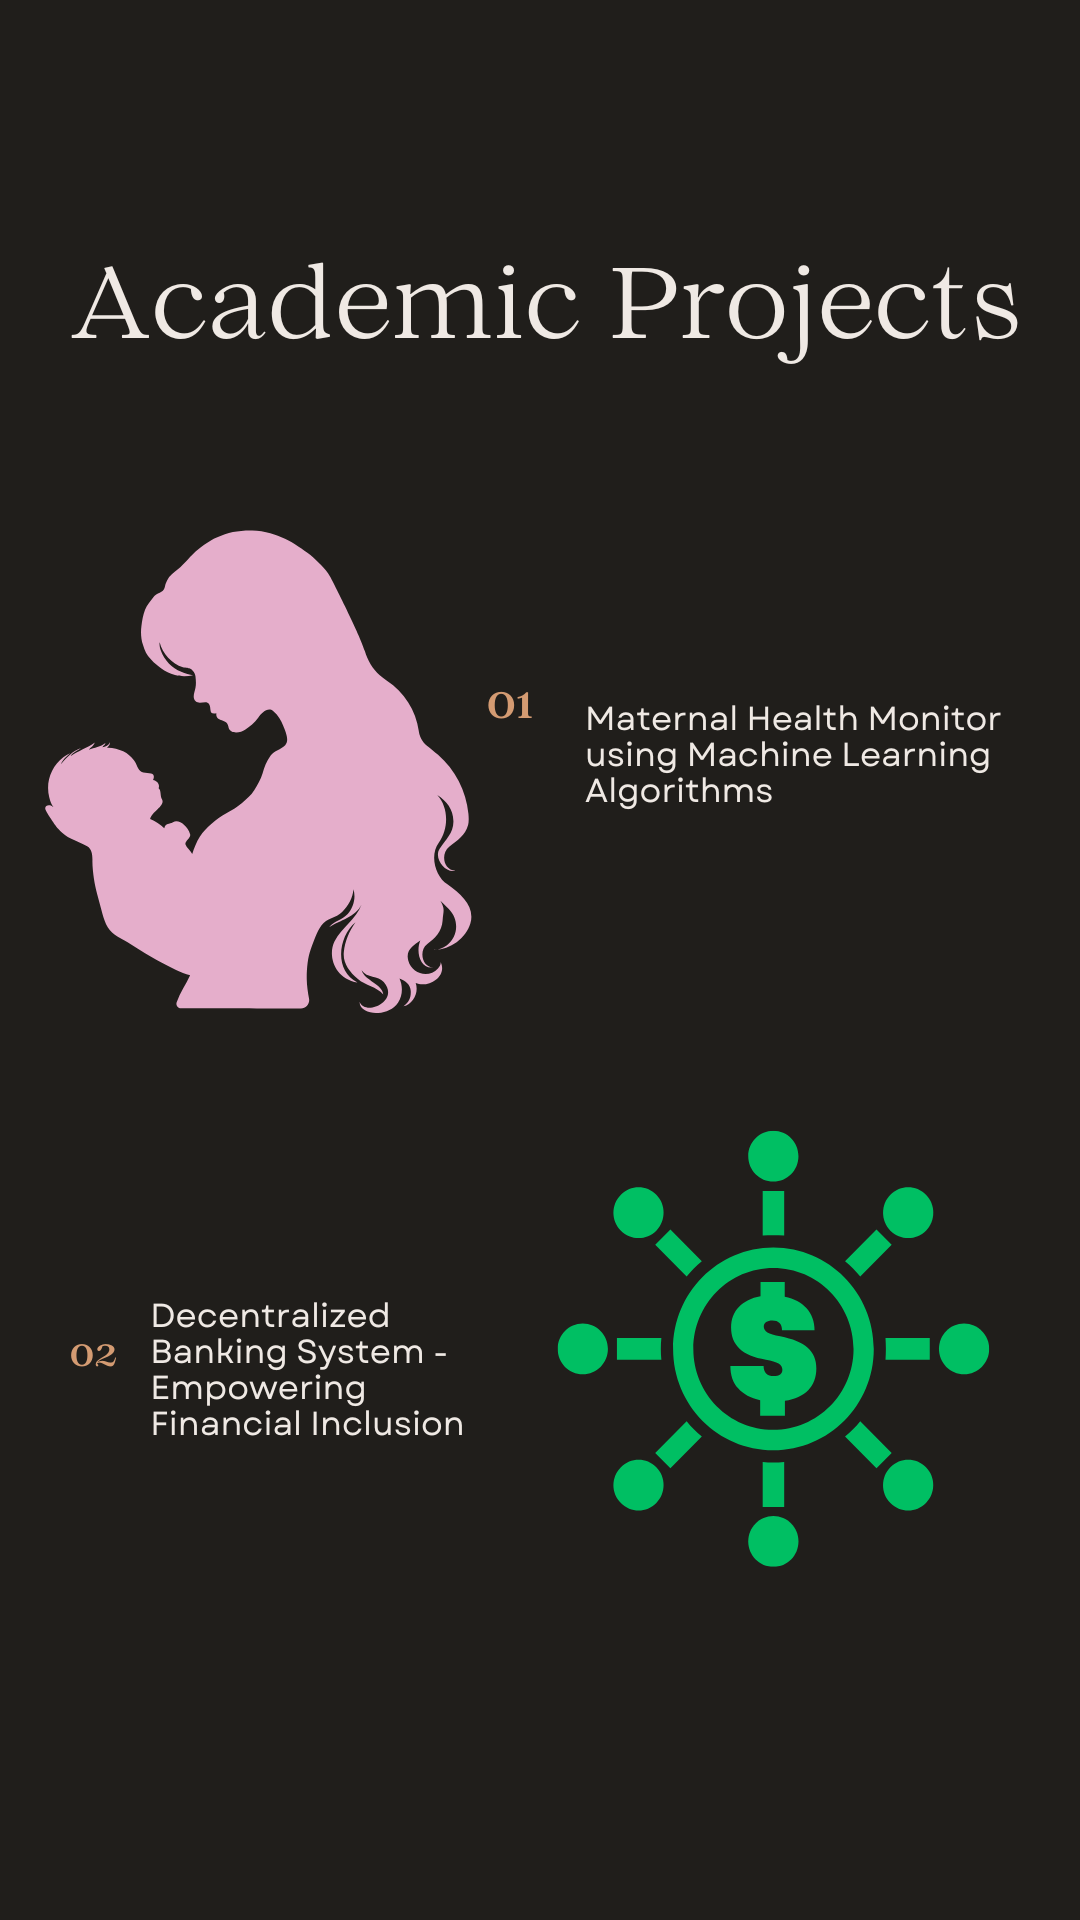 Academic Projects
01
Maternal Health Monitor
using Machine Learning
Algorithms
$
02
Decentralized
Banking System -
Empowering
Financial Inclusion